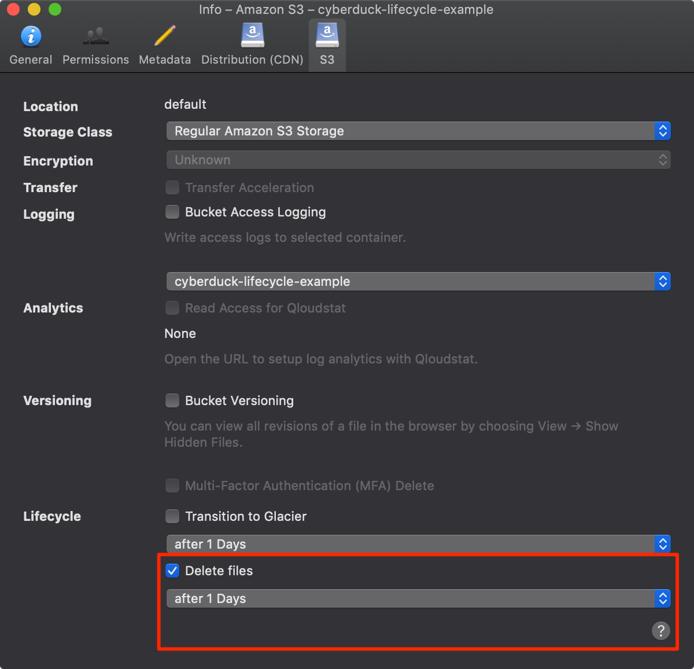 Info – Amazon S3 – cyberduck-lifecycle-example
General Permissions Metadata Distribution (CDN) S3
Location default
Storage Class Regular Amazon S3 Storage
Encryption Unknown
Transfer Transfer Acceleration
Logging Bucket Access Logging
Write access logs to selected container.
cyberduck-lifecycle-example
Analytics Read Access for Qloudstat
None
Open the URL to setup log analytics with Qloudstat.
Versioning Bucket Versioning
You can view all revisions of a file in the browser by choosing View → Show
Hidden Files.
Multi-Factor Authentication (MFA) Delete
Lifecycle Transition to Glacier
after 1 Days
Delete files
after 1 Days
?